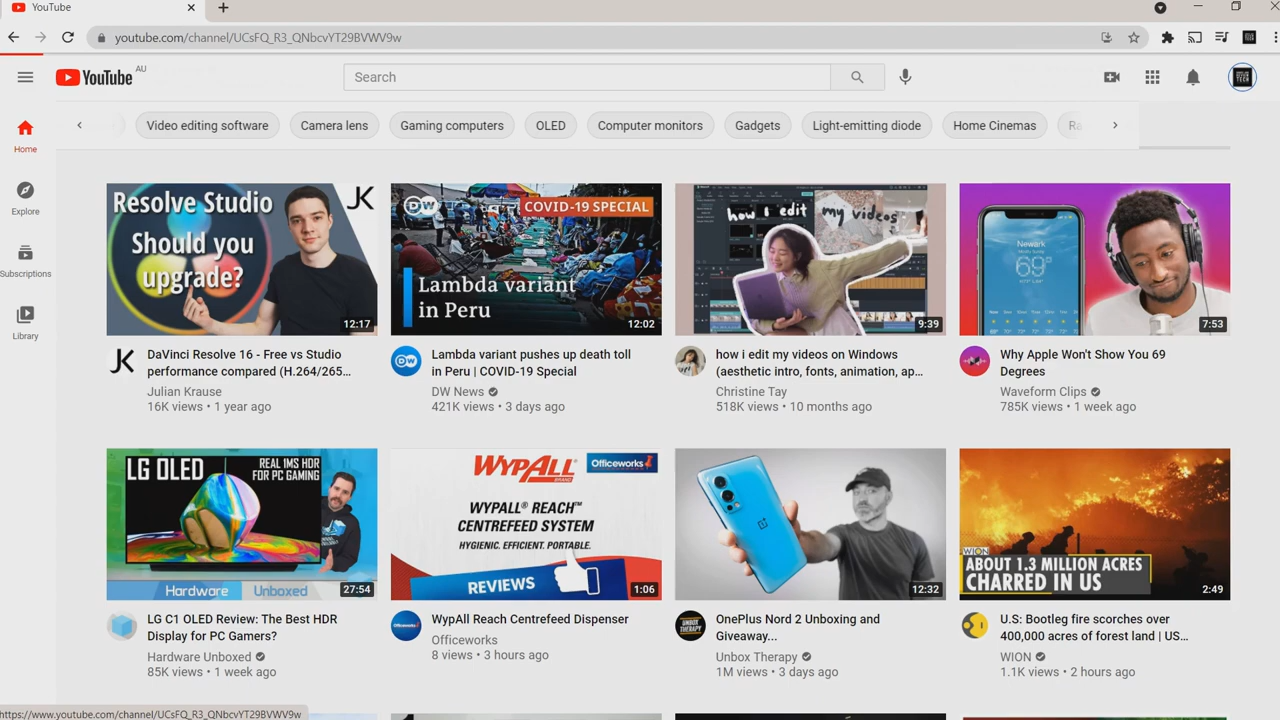 YouTube
youtube.com/channel/UCsFQ_R3_QNbcvYT29BVWV9w
YouTube AU
Search
Video editing software
Camera lens
Gaming computers
OLED
Computer monitors
Gadgets
Light-emitting diode
Home Cinemas
Home
Explore
Subscriptions
Library
Resolve Studio
Should you
upgrade?
JK
12:17
DW
COVID-19 SPECIAL
Lambda variant
in Peru
12:02
how i edit my videos
9:39
Newark
69°
7:53
JK
DaVinci Resolve 16 - Free vs Studio
performance compared (H.264/265...
Julian Krause
16K views • 1 year ago
DW
Lambda variant pushes up death toll
in Peru | COVID-19 Special
DW News
421K views • 3 days ago
how i edit my videos on Windows
(aesthetic intro, fonts, animation, ap...
Christine Tay
518K views • 10 months ago
Why Apple Won't Show You 69
Degrees
Waveform Clips
785K views • 1 week ago
LG OLED
REAL 1MS HDR
FOR PC GAMING
Hardware Unboxed
27:54
WYPALL
BRAND
Officeworks
WYPALL® REACH™
CENTREFEED SYSTEM
HYGIENIC. EFFICIENT. PORTABLE.
REVIEWS
1:06
12:32
WION
ABOUT 1.3 MILLION ACRES
CHARRED IN US
2:49
LG C1 OLED Review: The Best HDR
Display for PC Gamers?
Hardware Unboxed
85K views • 1 week ago
WypAll Reach Centrefeed Dispenser
Officeworks
8 views • 3 hours ago
UNBOX
THERAPY
OnePlus Nord 2 Unboxing and
Giveaway...
Unbox Therapy
1M views • 3 days ago
U.S: Bootleg fire scorches over
400,000 acres of forest land | US...
WION
1.1K views • 2 hours ago
https://www.youtube.com/channel/UCsFQ_R3_QNbcvYT29BVWV9w